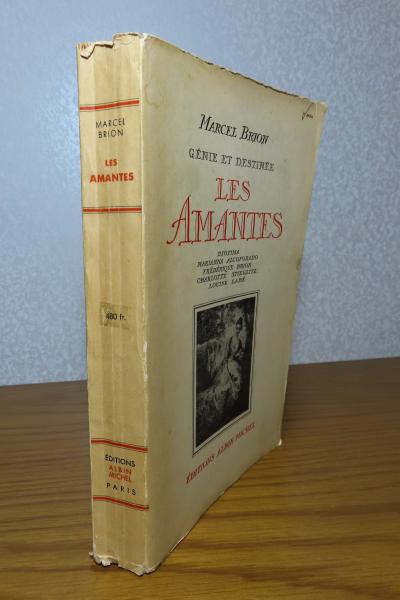 MARCEL
BRION
LES
AMANTES
480 fr.
ÉDITIONS
ALBIN
MICHEL
PARIS
MARCEL BRION
GÉNIE ET DESTINÉE
LES
AMANTES
DIOTIMA
MARIANNA ALCOFORADO
FRÉDÉRIQUE BRION
CHARLOTTE STIEGLITZ
LOUISE LABÉ
ÉDITIONS ALBIN MICHEL